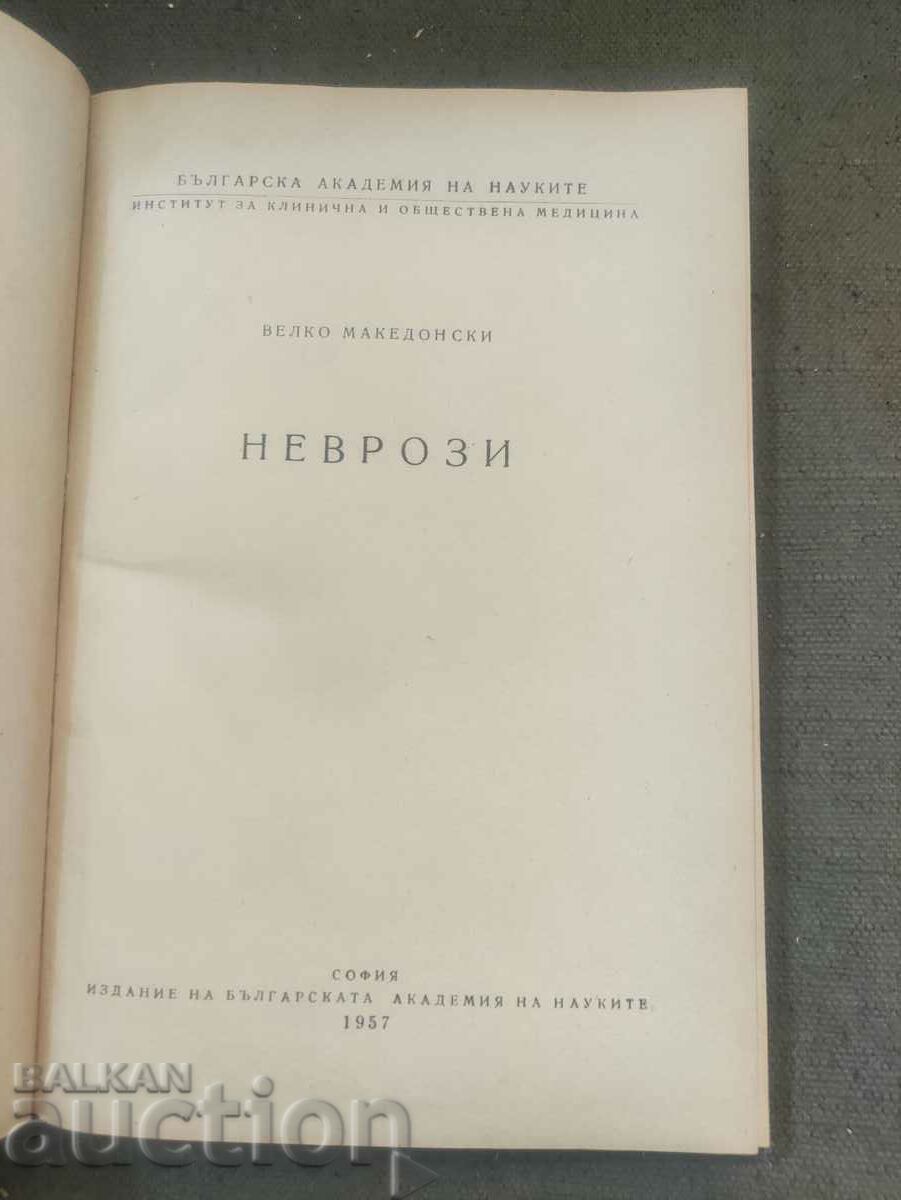 БЪЛГАРСКА АКАДЕМИЯ НА НАУКИТЕ
ИНСТИТУТ ЗА КЛИНИЧНА И ОБЩЕСТВЕНА МЕДИЦИНА
ВЕЛКО МАКЕДОНСКИ
НЕВРОЗИ
СОФИЯ
ИЗДАНИЕ НА БЪЛГАРСКАТА АКАДЕМИЯ НА НАУКИТЕ
1957
BALKAN
auction